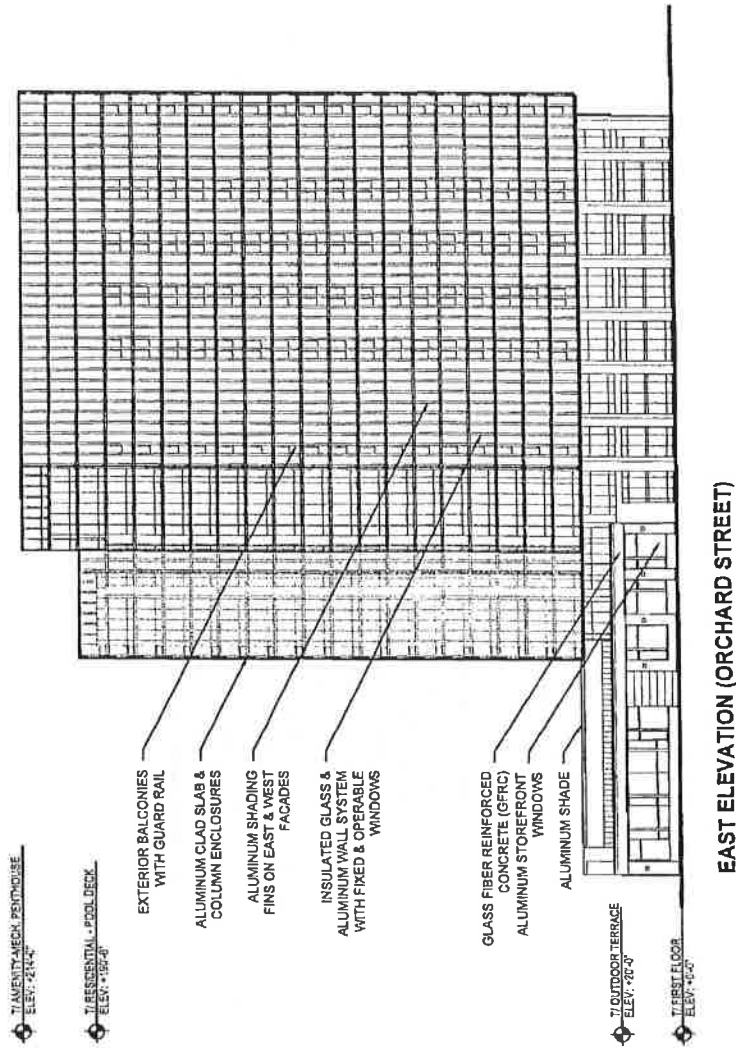 T/ AMENITY-MECH. PENTHOUSE
ELEV: +214'-0"
T/ RESIDENTIAL - POOL DECK
ELEV: +190'-6"
EXTERIOR BALCONIES
WITH GUARD RAIL
ALUMINUM CLAD SLAB &
COLUMN ENCLOSURES
ALUMINUM SHADING
FINS ON EAST & WEST
FACADES
INSULATED GLASS &
ALUMINUM WALL SYSTEM
WITH FIXED & OPERABLE
WINDOWS
GLASS FIBER REINFORCED
CONCRETE (GFRC)
ALUMINUM STOREFRONT
WINDOWS
ALUMINUM SHADE
T/ OUTDOOR TERRACE
ELEV: +20'-0"
T/ FIRST FLOOR
ELEV: +0'-0"
EAST ELEVATION (ORCHARD STREET)